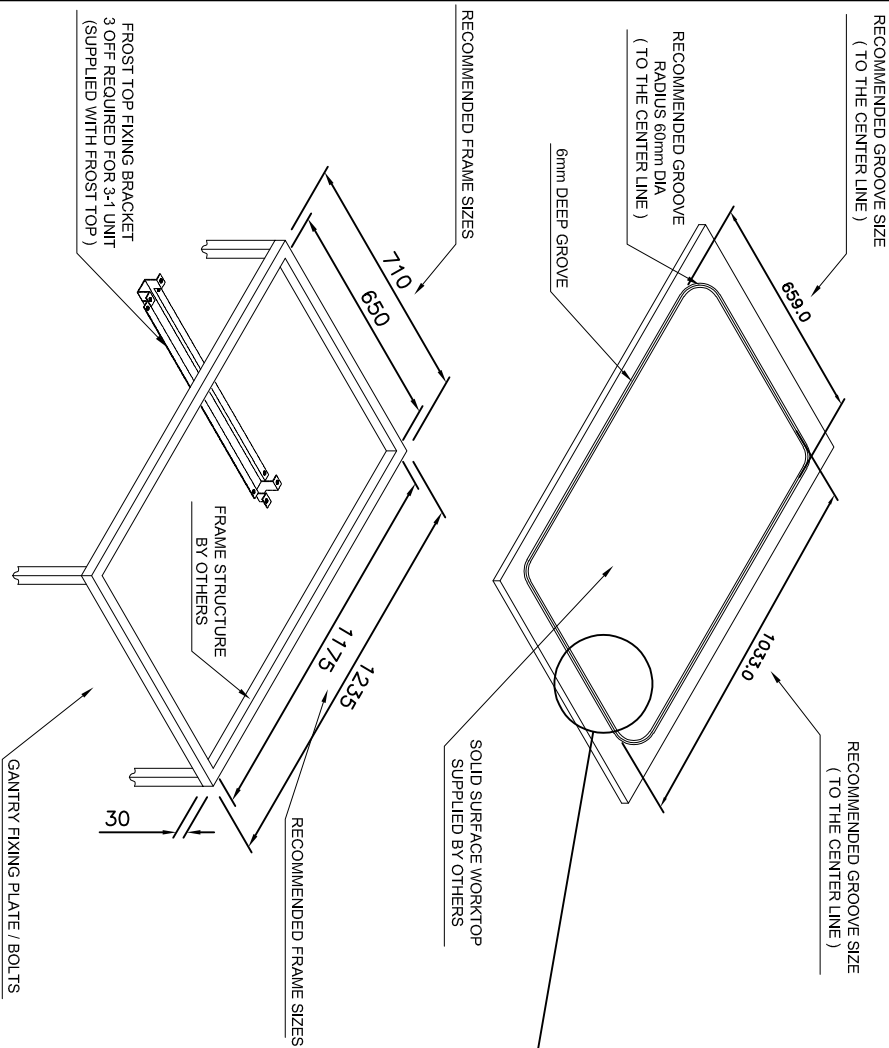 RECOMMENDED GROOVE SIZE
( TO THE CENTER LINE )
RECOMMENDED GROOVE
RADIUS 60mm DIA
( TO THE CENTER LINE )
6mm DEEP GROVE
659.0
1033.0
RECOMMENDED GROOVE SIZE
( TO THE CENTER LINE )
SOLID SURFACE WORKTOP
SUPPLIED BY OTHERS
RECOMMENDED FRAME SIZES
FROST TOP FIXING BRACKET
3 OFF REQUIRED FOR 3-1 UNIT
(SUPPLIED WITH FROST TOP )
710
650
FRAME STRUCTURE
BY OTHERS
1175
1235
30
RECOMMENDED FRAME SIZES
GANTRY FIXING PLATE / BOLTS